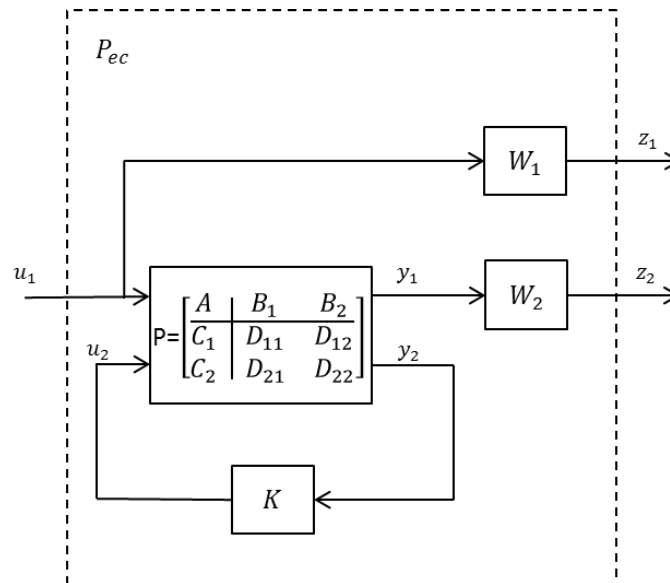 P_ec
W_1
z_1
u_1
y_1
W_2
z_2
P=[A | B_1 B_2
C_1 | D_11 D_12
C_2 | D_21 D_22]
u_2
y_2
K